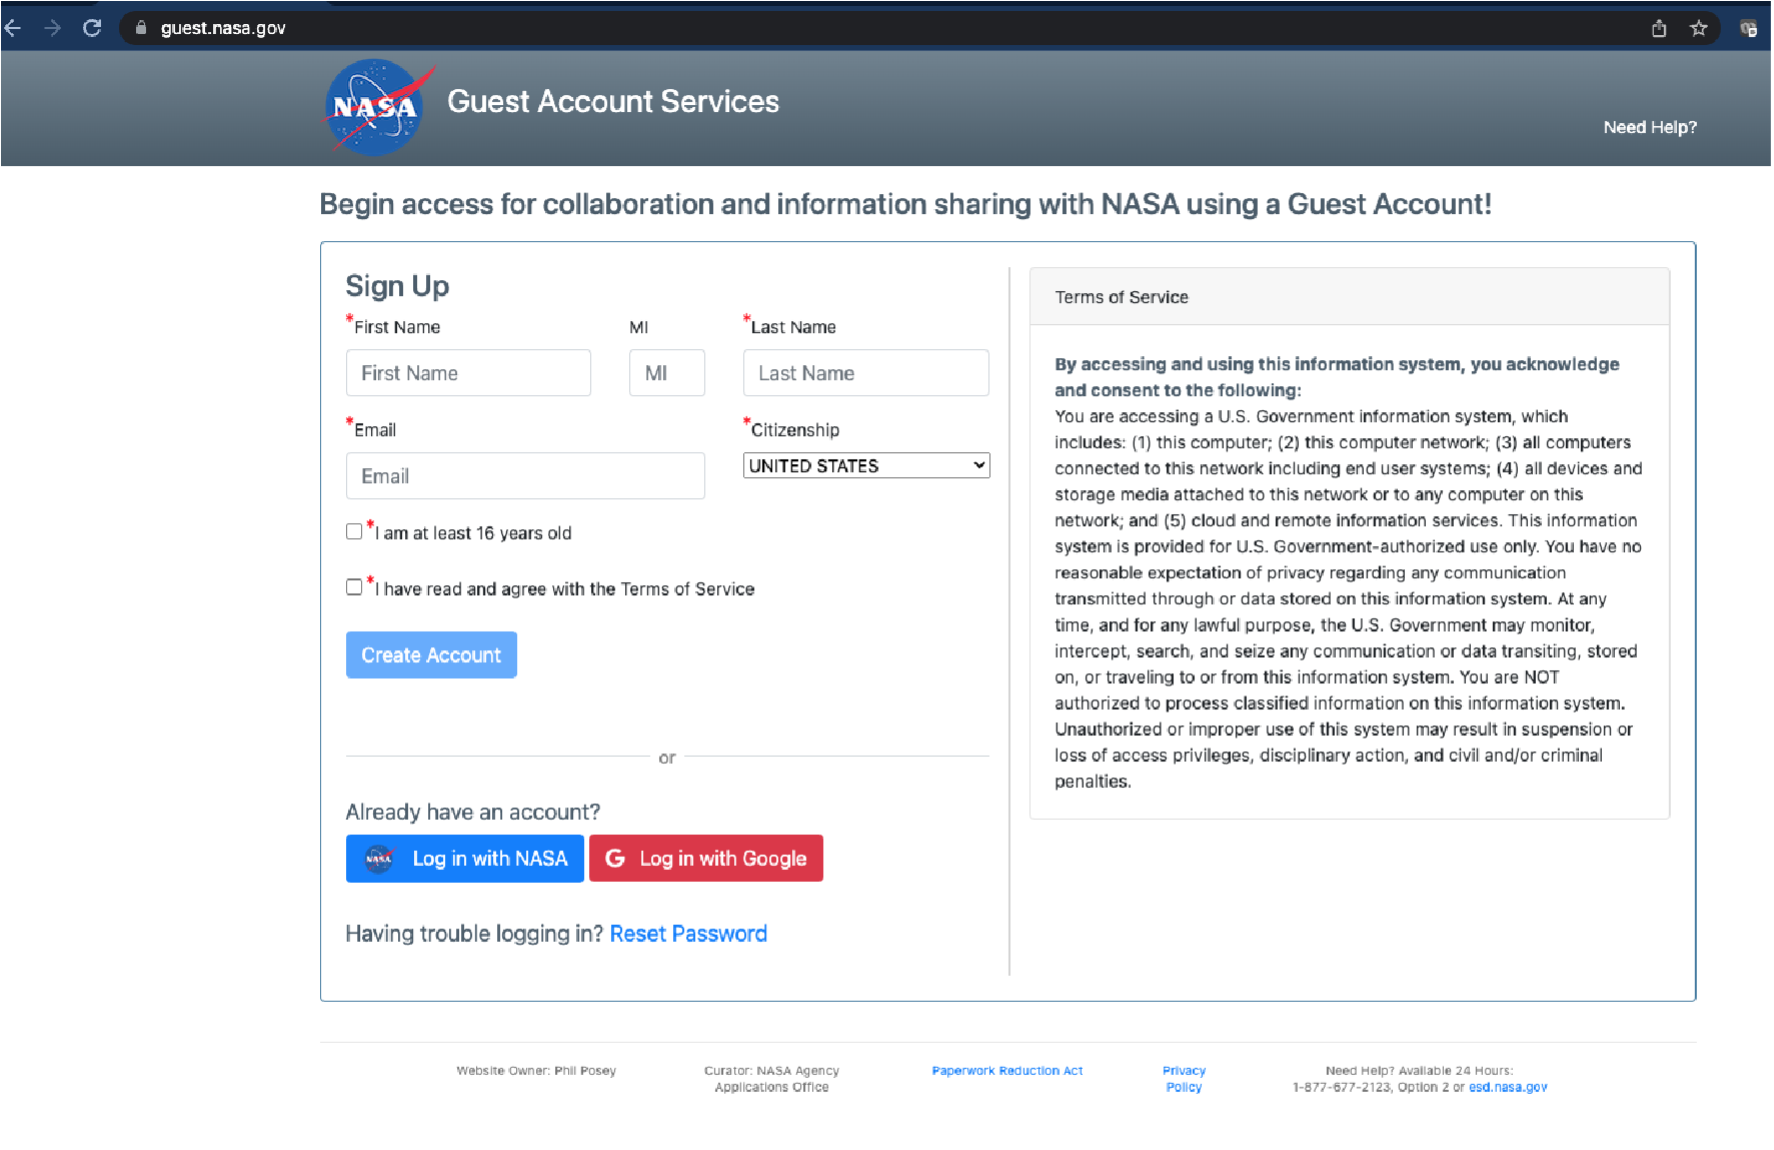 guest.nasa.gov
NASA
Guest Account Services
Need Help?
Begin access for collaboration and information sharing with NASA using a Guest Account!
Sign Up
*First Name
MI
*Last Name
First Name
MI
Last Name
*Email
*Citizenship
Email
UNITED STATES
*I am at least 16 years old
*I have read and agree with the Terms of Service
Create Account
or
Already have an account?
NASA Log in with NASA
G Log in with Google
Having trouble logging in? Reset Password
Terms of Service
By accessing and using this information system, you acknowledge
and consent to the following:
You are accessing a U.S. Government information system, which
includes: (1) this computer; (2) this computer network; (3) all computers
connected to this network including end user systems; (4) all devices and
storage media attached to this network or to any computer on this
network; and (5) cloud and remote information services. This information
system is provided for U.S. Government-authorized use only. You have no
reasonable expectation of privacy regarding any communication
transmitted through or data stored on this information system. At any
time, and for any lawful purpose, the U.S. Government may monitor,
intercept, search, and seize any communication or data transiting, stored
on, or traveling to or from this information system. You are NOT
authorized to process classified information on this information system.
Unauthorized or improper use of this system may result in suspension or
loss of access privileges, disciplinary action, and civil and/or criminal
penalties.
Website Owner: Phil Posey
Curator: NASA Agency
Applications Office
Paperwork Reduction Act
Privacy
Policy
Need Help? Available 24 Hours:
1-877-677-2123, Option 2 or esd.nasa.gov